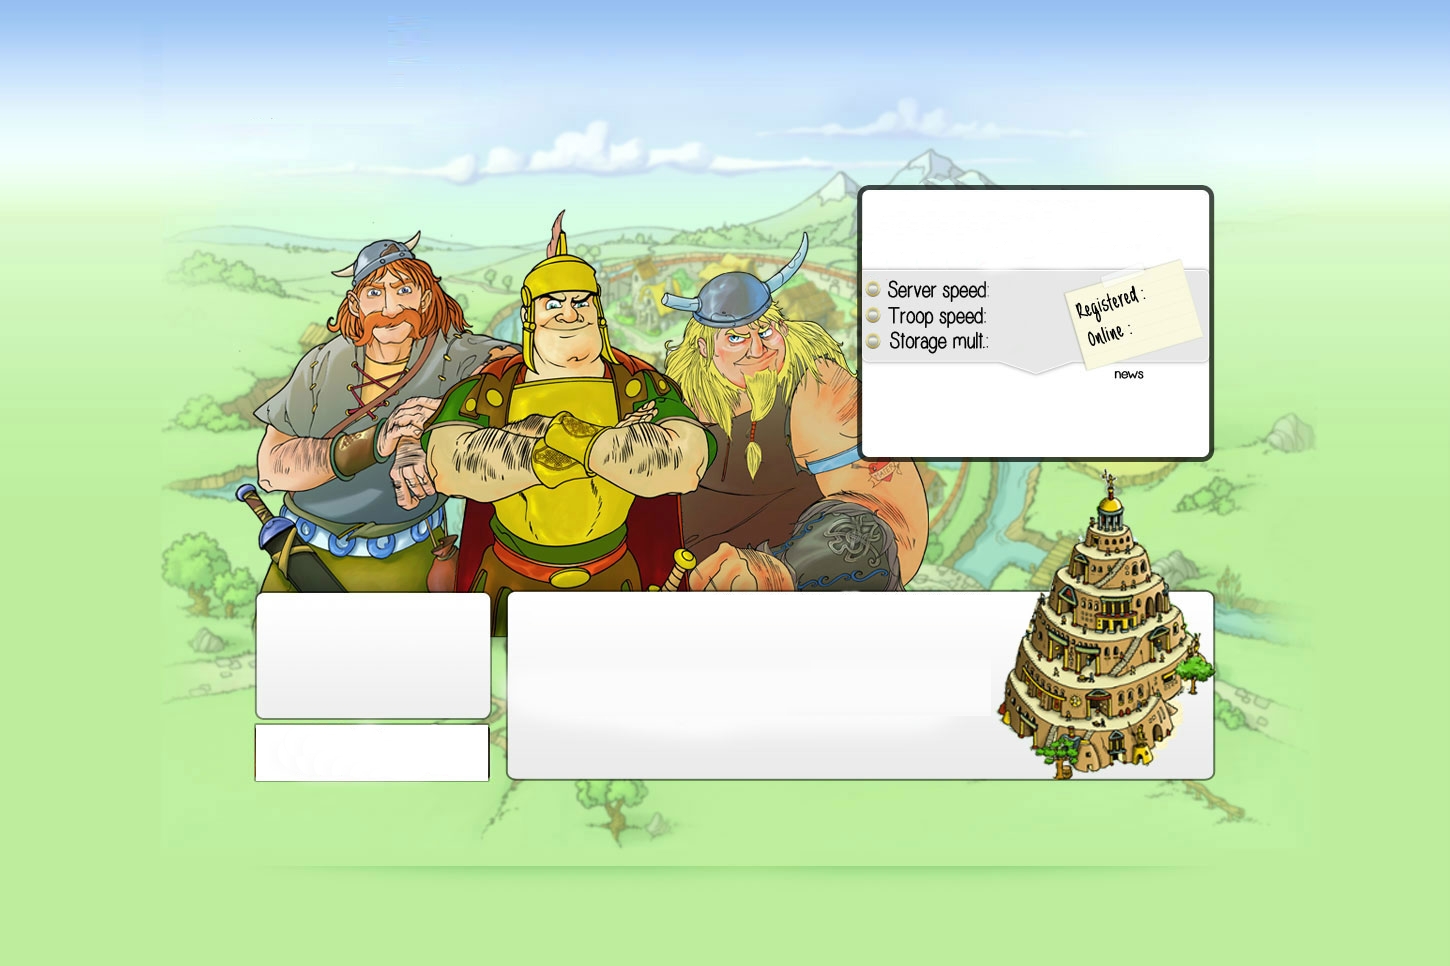 Server speed:
Troop speed:
Storage mult.:
Registered :
Online :
news